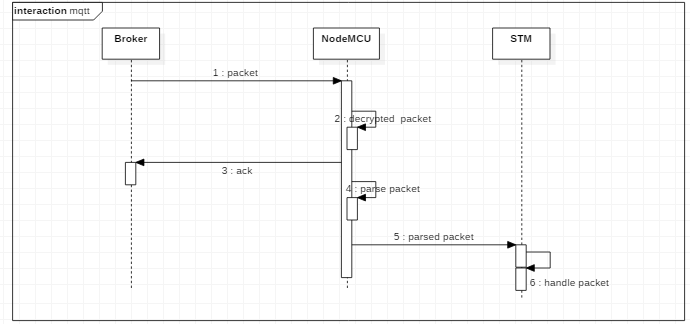 interaction mqtt
Broker
NodeMCU
STM
1 : packet
2 : decrypted packet
3 : ack
4 : parse packet
5 : parsed packet
6 : handle packet